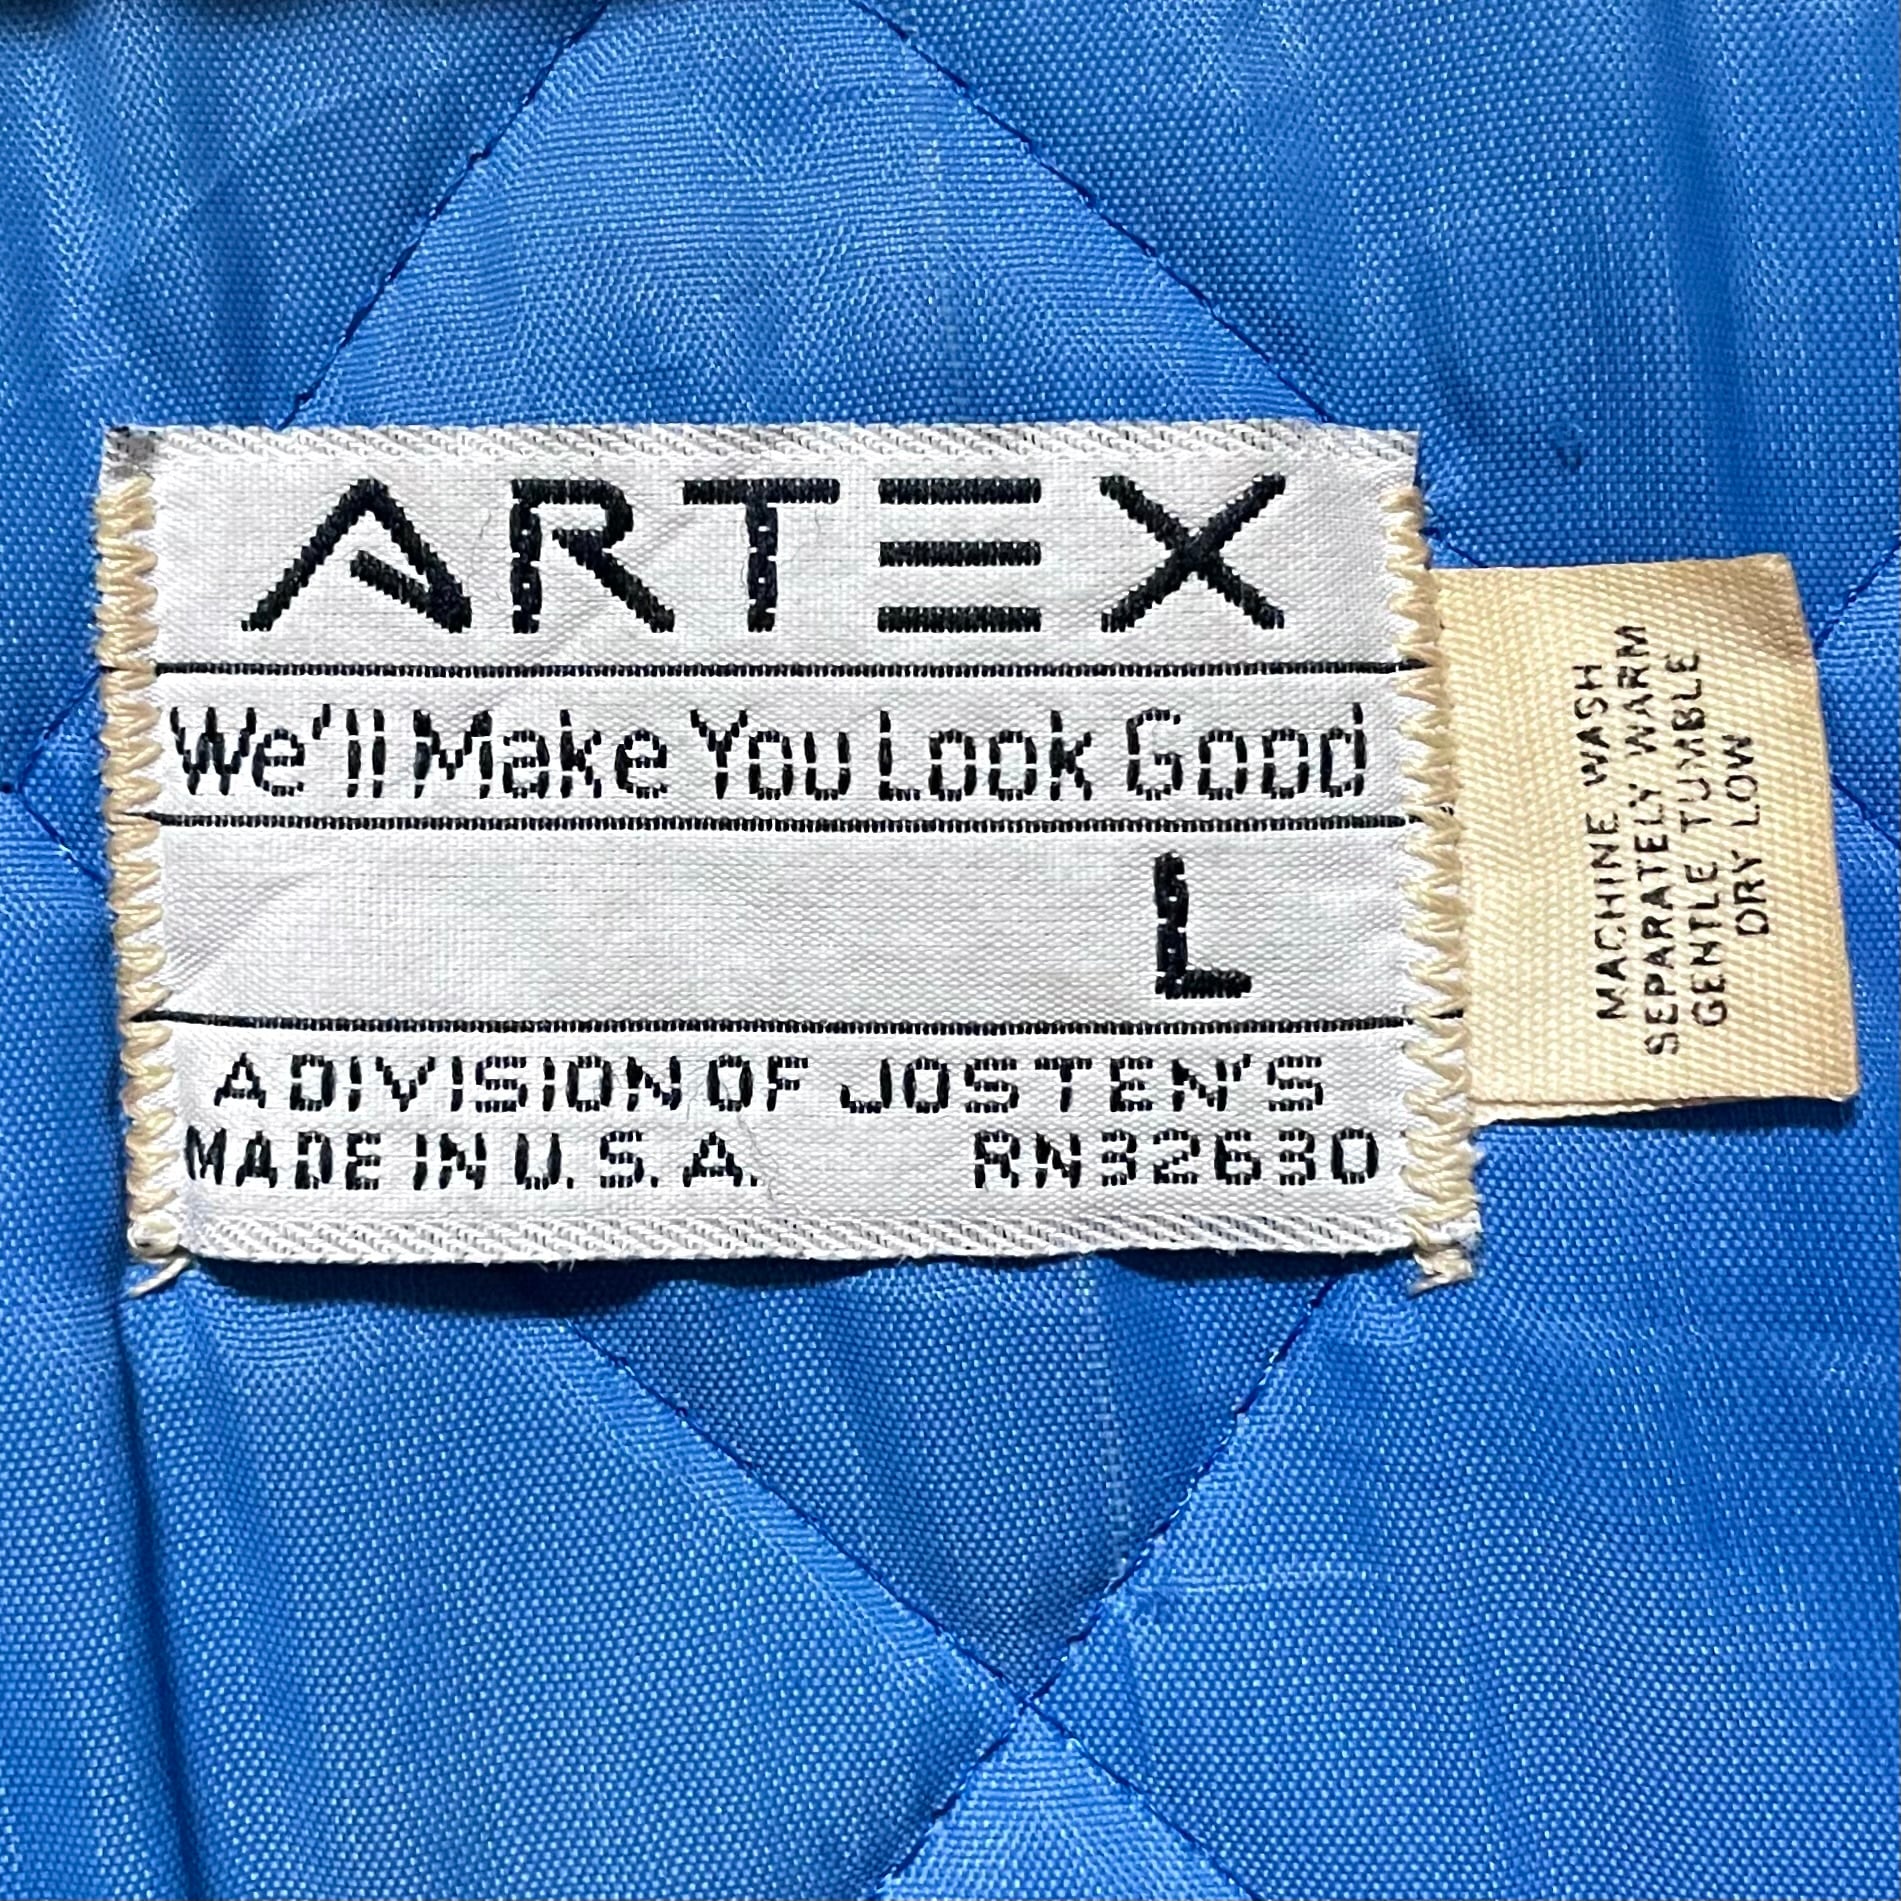 ARTEX
We'll Make You Look Good
L
A DIVISION OF JOSTEN'S
MADE IN U.S.A. RN32630
MACHINE WASH
SEPARATELY WARM
GENTLE TUMBLE
DRY LOW